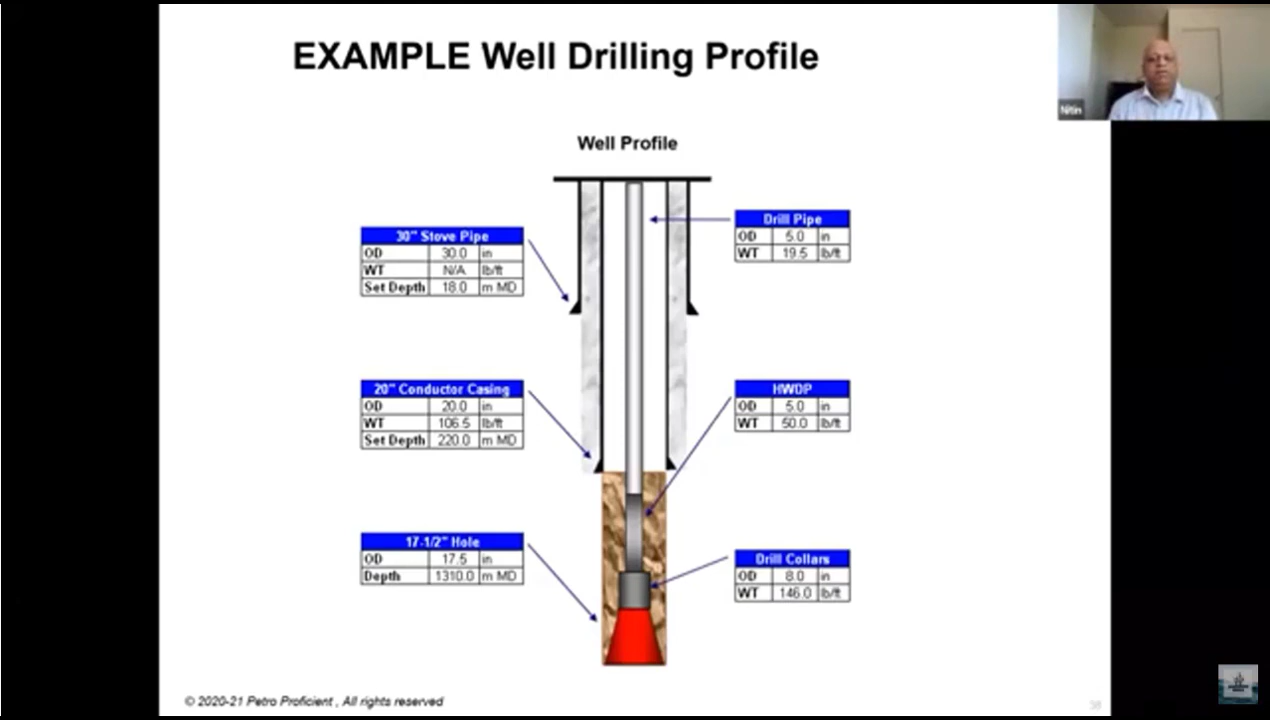 EXAMPLE Well Drilling Profile
Nitin
Well Profile
30" Stove Pipe
OD 30.0 in
WT N/A lb/ft
Set Depth 18.0 m MD
Drill Pipe
OD 5.0 in
WT 19.5 lb/ft
20" Conductor Casing
OD 20.0 in
WT 106.5 lb/ft
Set Depth 220.0 m MD
HWDP
OD 5.0 in
WT 50.0 lb/ft
17-1/2" Hole
OD 17.5 in
Depth 1310.0 m MD
Drill Collars
OD 8.0 in
WT 146.0 lb/ft
© 2020-21 Petro Proficient , All rights reserved